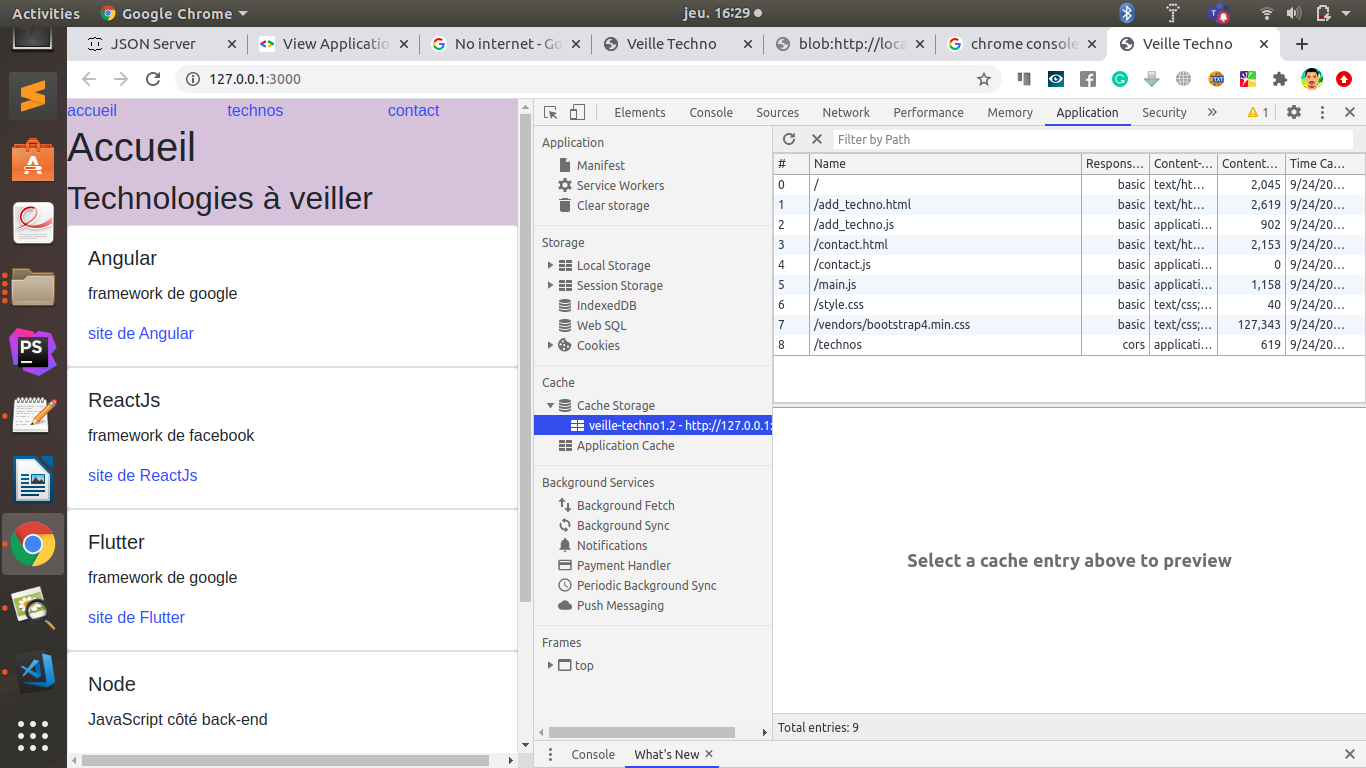 Activities Google Chrome jeu. 16:29
JSON Server View Applicatio No internet - Go Veille Techno blob:http://loca chrome console Veille Techno
127.0.0.1:3000
accueil technos contact
Accueil
Technologies à veiller
Angular
framework de google
site de Angular
ReactJs
framework de facebook
site de ReactJs
Flutter
framework de google
site de Flutter
Node
JavaScript côté back-end
Elements Console Sources Network Performance Memory Application Security » 1
Application
Manifest
Service Workers
Clear storage
Storage
Local Storage
Session Storage
IndexedDB
Web SQL
Cookies
Cache
Cache Storage
veille-techno1.2 - http://127.0.0.1:
Application Cache
Background Services
Background Fetch
Background Sync
Notifications
Payment Handler
Periodic Background Sync
Push Messaging
Frames
top
Filter by Path
# Name Respons... Content-... Content... Time Ca...
0 / basic text/ht... 2,045 9/24/20...
1 /add_techno.html basic text/ht... 2,619 9/24/20...
2 /add_techno.js basic applicati... 902 9/24/20...
3 /contact.html basic text/ht... 2,153 9/24/20...
4 /contact.js basic applicati... 0 9/24/20...
5 /main.js basic applicati... 1,158 9/24/20...
6 /style.css basic text/css;... 40 9/24/20...
7 /vendors/bootstrap4.min.css basic text/css;... 127,343 9/24/20...
8 /technos cors applicati... 619 9/24/20...
Select a cache entry above to preview
Total entries: 9
Console What's New
PS